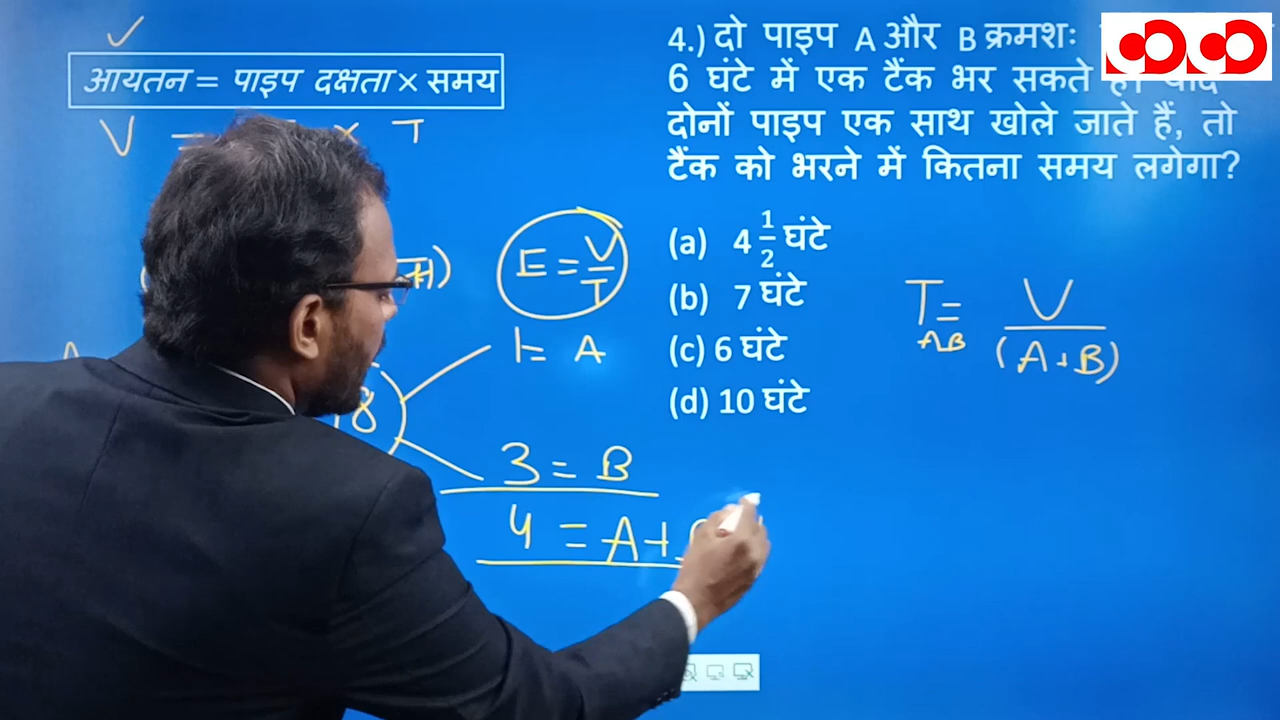 आयतन = पाइप दक्षता × समय
V = × T
E = V/T
1 = A
18
3 = B
4 = A+
4.) दो पाइप A और B क्रमशः
6 घंटे में एक टैंक भर सकते
दोनों पाइप एक साथ खोले जाते हैं, तो
टैंक को भरने में कितना समय लगेगा?
(a) 4 1/2 घंटे
(b) 7 घंटे
(c) 6 घंटे
(d) 10 घंटे
T AB = V/(A+B)